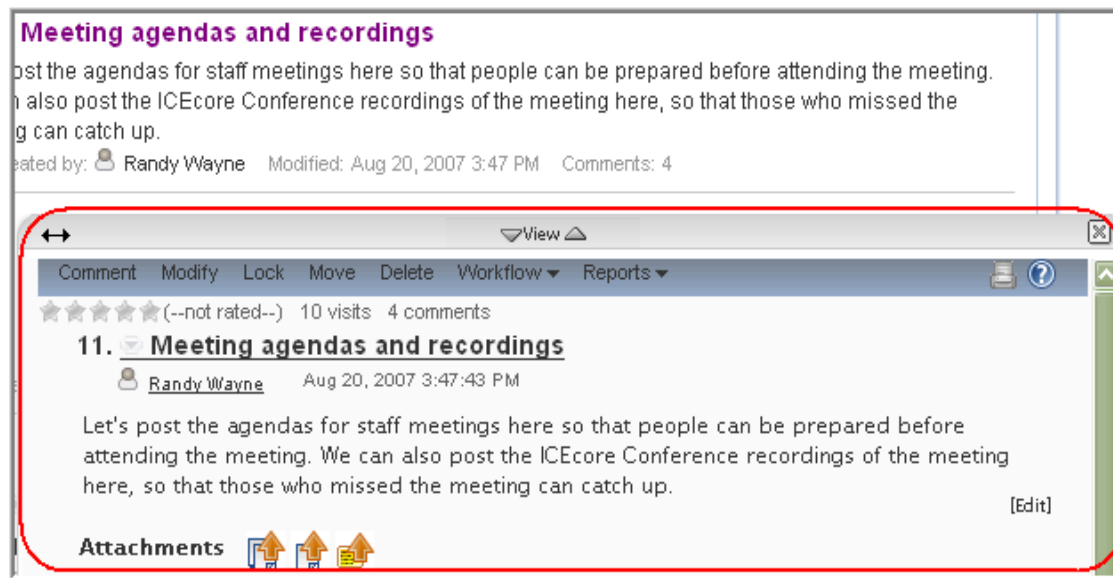 Meeting agendas and recordings
ost the agendas for staff meetings here so that people can be prepared before attending the meeting.
also post the ICEcore Conference recordings of the meeting here, so that those who missed the
g can catch up.
eated by: Randy Wayne Modified: Aug 20, 2007 3:47 PM Comments: 4
View
Comment Modify Lock Move Delete Workflow Reports
(--not rated--) 10 visits 4 comments
11. Meeting agendas and recordings
Randy Wayne Aug 20, 2007 3:47:43 PM
Let's post the agendas for staff meetings here so that people can be prepared before
attending the meeting. We can also post the ICEcore Conference recordings of the meeting
here, so that those who missed the meeting can catch up.
[Edit]
Attachments